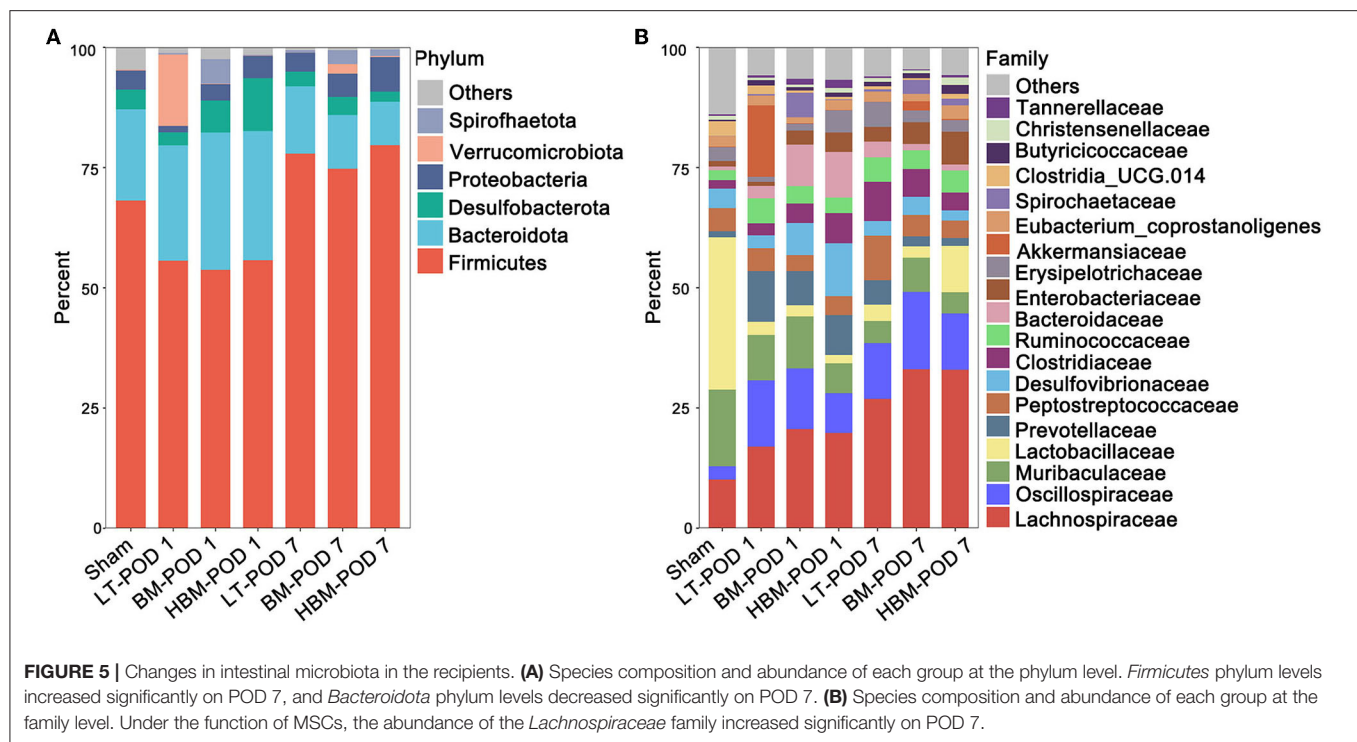 A
Percent
100
75
50
25
0
Sham
LT-POD 1
BM-POD 1
HBM-POD 1
LT-POD 7
BM-POD 7
HBM-POD 7
Phylum
Others
Spirofhaetota
Verrucomicrobiota
Proteobacteria
Desulfobacterota
Bacteroidota
Firmicutes
B
Percent
100
75
50
25
0
Sham
LT-POD 1
BM-POD 1
HBM-POD 1
LT-POD 7
BM-POD 7
HBM-POD 7
Family
Others
Tannerellaceae
Christensenellaceae
Butyricicoccaceae
Clostridia_UCG.014
Spirochaetaceae
Eubacterium_coprostanoligenes
Akkermansiaceae
Erysipelotrichaceae
Enterobacteriaceae
Bacteroidaceae
Ruminococcaceae
Clostridiaceae
Desulfovibrionaceae
Peptostreptococcaceae
Prevotellaceae
Lactobacillaceae
Muribaculaceae
Oscillospiraceae
Lachnospiraceae
FIGURE 5 | Changes in intestinal microbiota in the recipients. (A) Species composition and abundance of each group at the phylum level. Firmicutes phylum levels
increased significantly on POD 7, and Bacteroidota phylum levels decreased significantly on POD 7. (B) Species composition and abundance of each group at the
family level. Under the function of MSCs, the abundance of the Lachnospiraceae family increased significantly on POD 7.